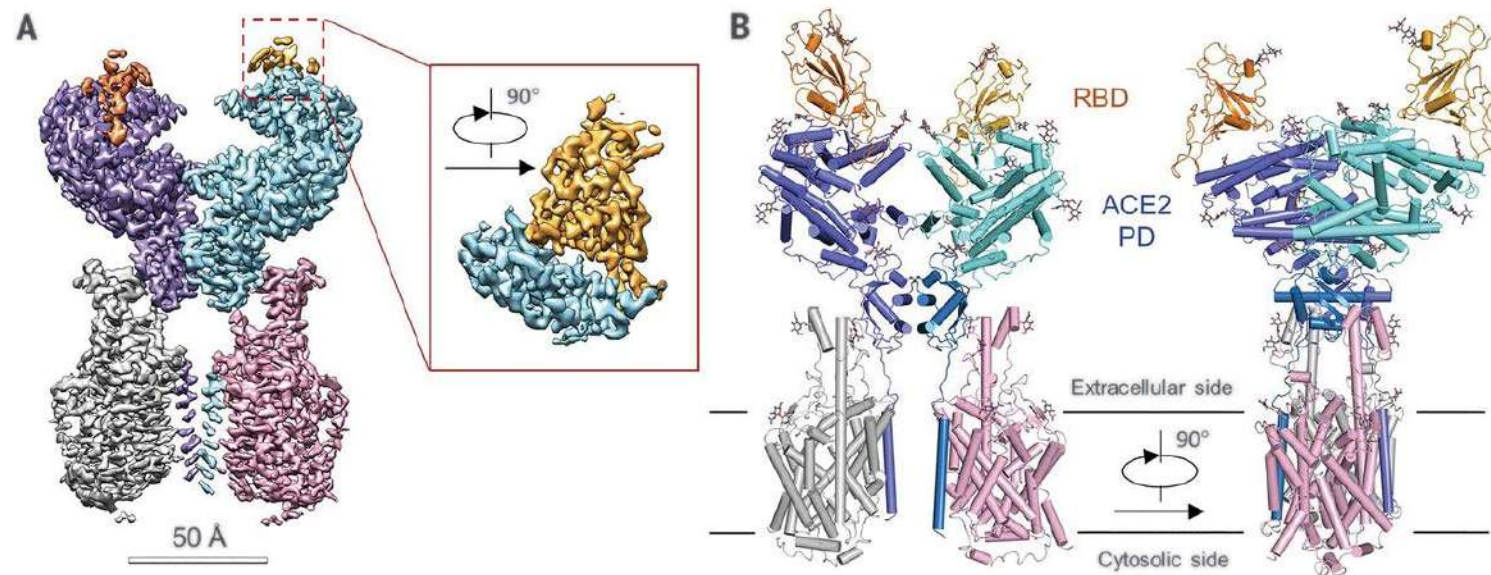 A
90°
50 Å
B
RBD
ACE2
PD
Extracellular side
90°
Cytosolic side